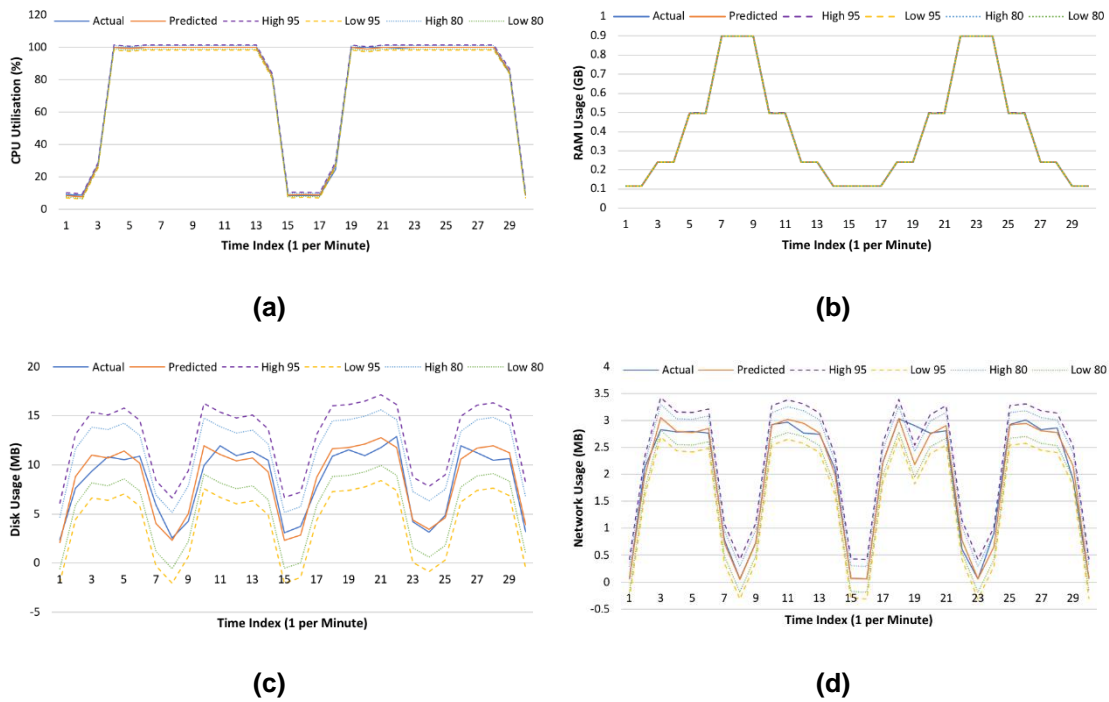 Actual Predicted High 95 Low 95 High 80 Low 80
120
100
80
60
40
20
0
CPU Utilisation (%)
1 3 5 7 9 11 13 15 17 19 21 23 25 27 29
Time Index (1 per Minute)
(a)
Actual Predicted High 95 Low 95 High 80 Low 80
1
0.9
0.8
0.7
0.6
0.5
0.4
0.3
0.2
0.1
0
RAM Usage (GB)
1 3 5 7 9 11 13 15 17 19 21 23 25 27 29
Time Index (1 per Minute)
(b)
Actual Predicted High 95 Low 95 High 80 Low 80
20
15
10
5
0
-5
Disk Usage (MB)
1 3 5 7 9 11 13 15 17 19 21 23 25 27 29
Time Index (1 per Minute)
(c)
Actual Predicted High 95 Low 95 High 80 Low 80
4
3.5
3
2.5
2
1.5
1
0.5
0
-0.5
Network Usage (MB)
1 3 5 7 9 11 13 15 17 19 21 23 25 27 29
Time Index (1 per Minute)
(d)